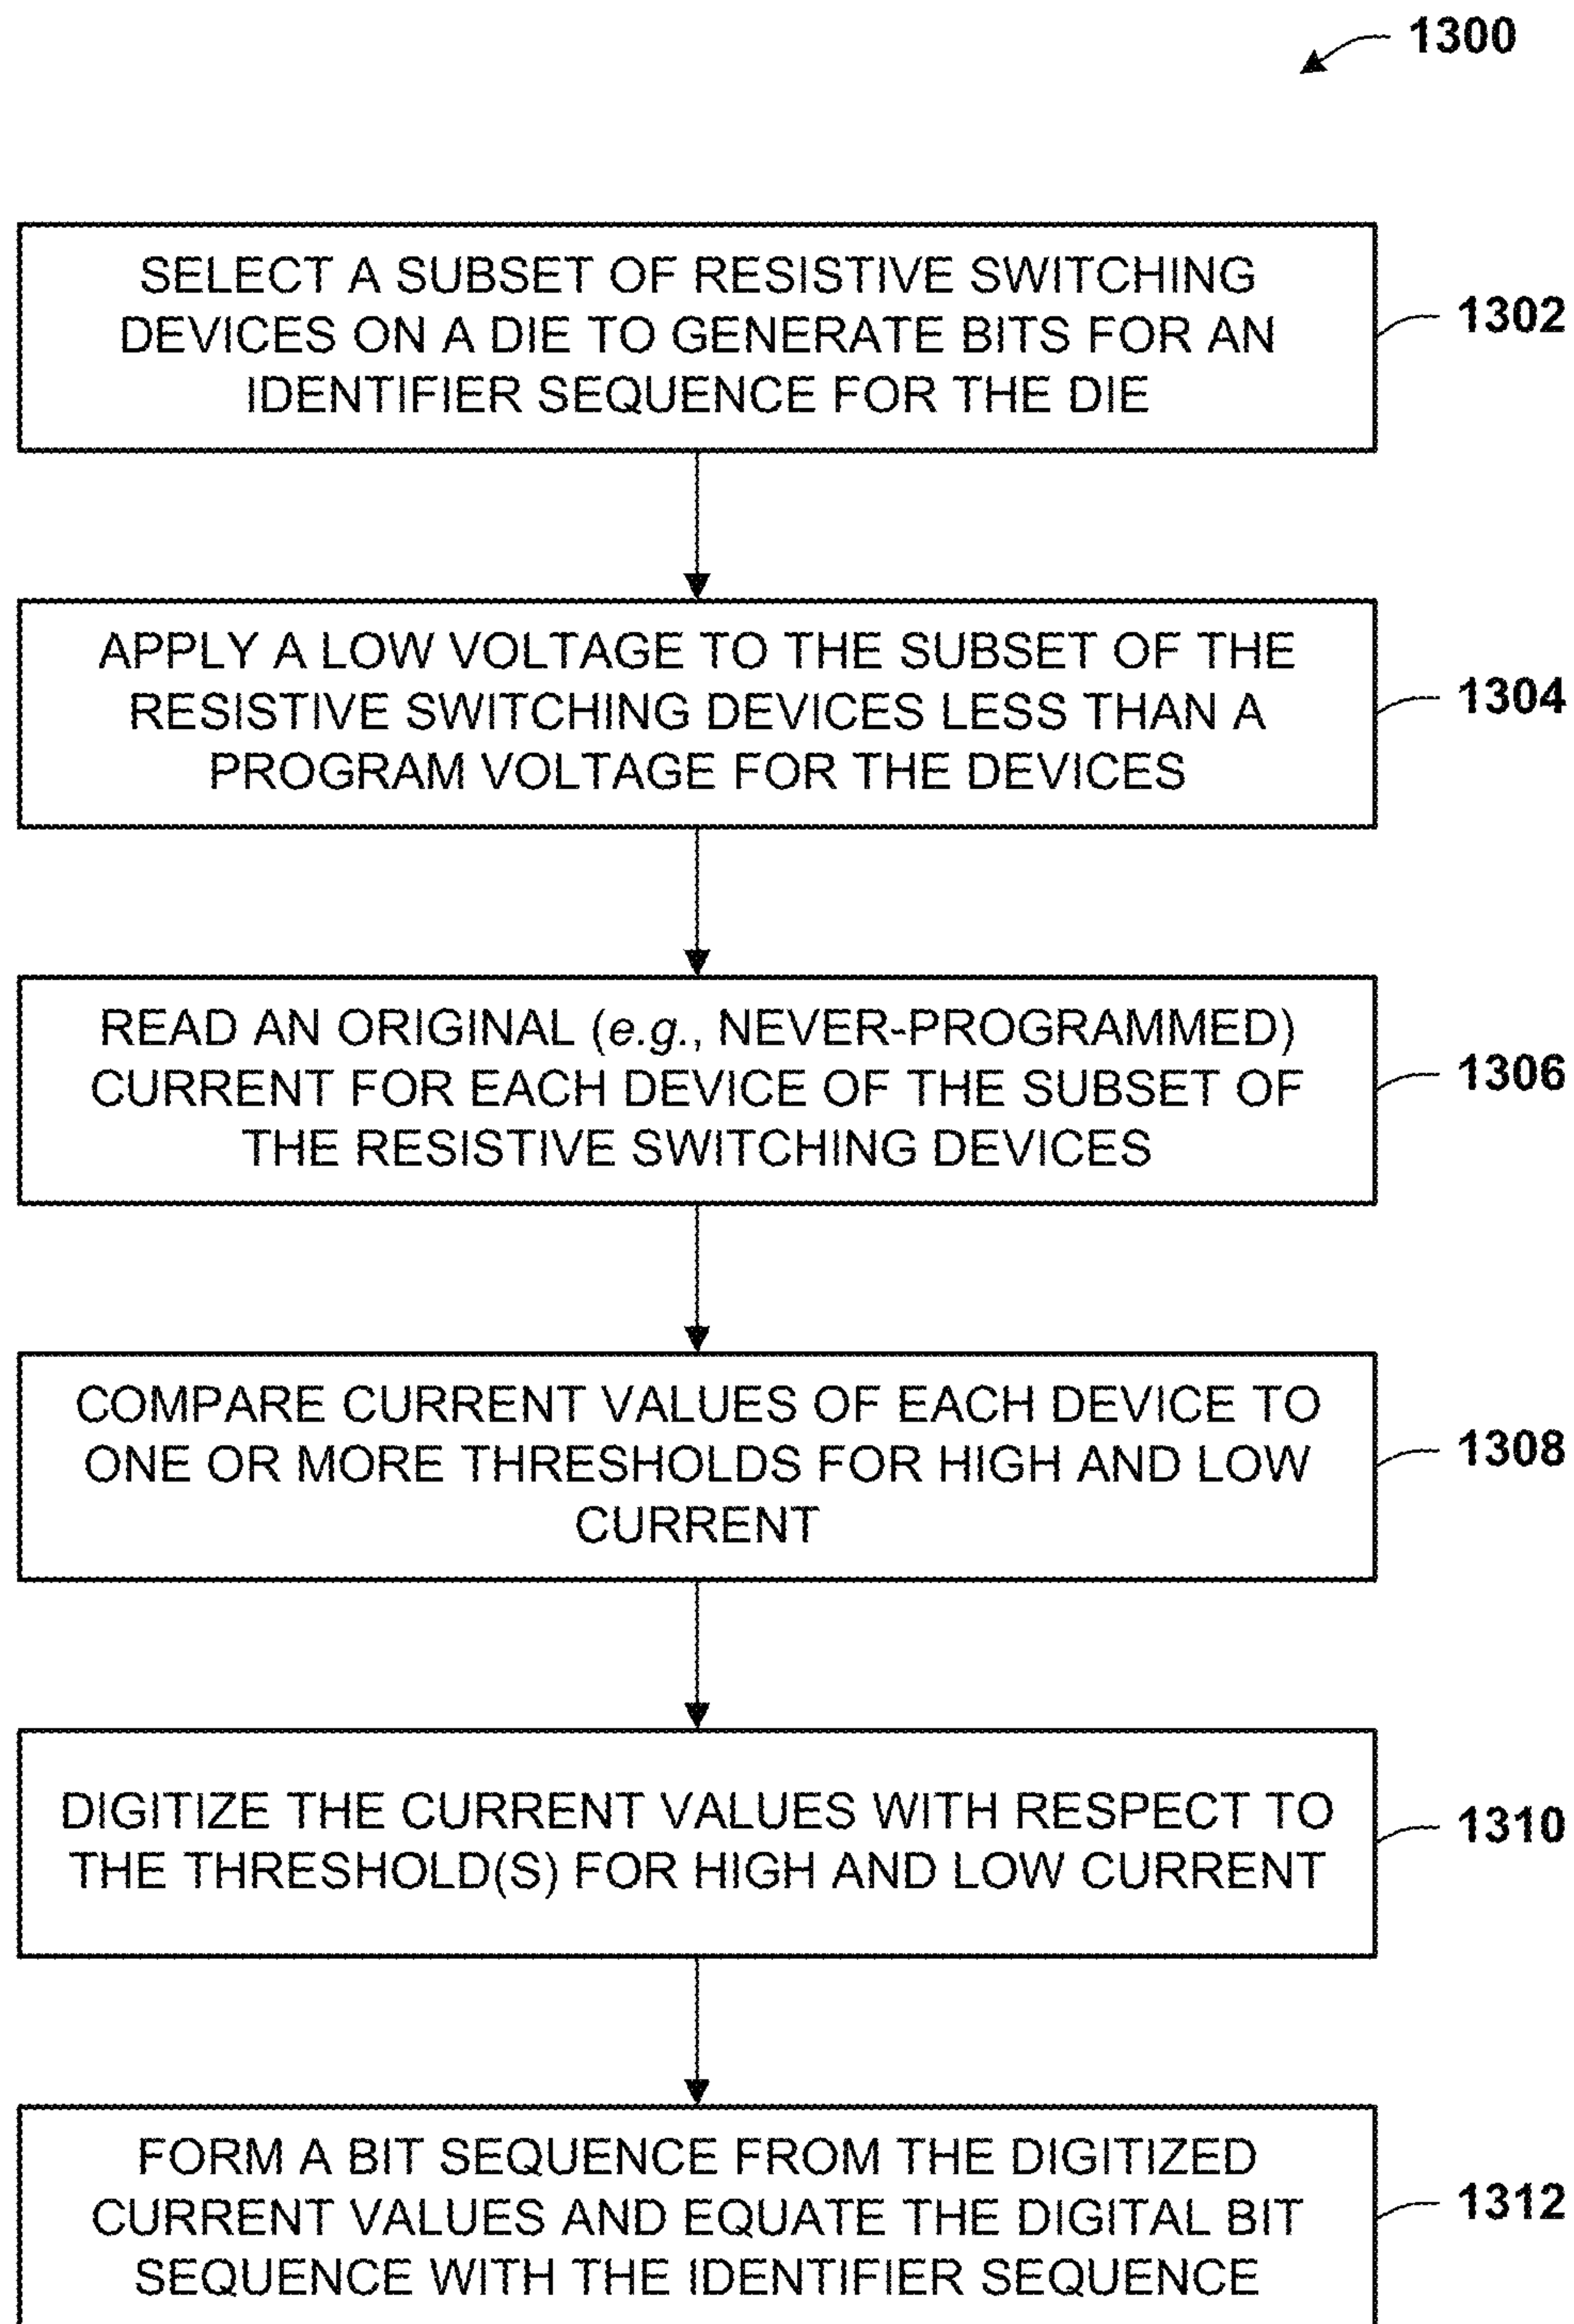 1300
SELECT A SUBSET OF RESISTIVE SWITCHING
DEVICES ON A DIE TO GENERATE BITS FOR AN
IDENTIFIER SEQUENCE FOR THE DIE
1302
APPLY A LOW VOLTAGE TO THE SUBSET OF THE
RESISTIVE SWITCHING DEVICES LESS THAN A
PROGRAM VOLTAGE FOR THE DEVICES
1304
READ AN ORIGINAL (e.g., NEVER-PROGRAMMED)
CURRENT FOR EACH DEVICE OF THE SUBSET OF
THE RESISTIVE SWITCHING DEVICES
1306
COMPARE CURRENT VALUES OF EACH DEVICE TO
ONE OR MORE THRESHOLDS FOR HIGH AND LOW
CURRENT
1308
DIGITIZE THE CURRENT VALUES WITH RESPECT TO
THE THRESHOLD(S) FOR HIGH AND LOW CURRENT
1310
FORM A BIT SEQUENCE FROM THE DIGITIZED
CURRENT VALUES AND EQUATE THE DIGITAL BIT
SEQUENCE WITH THE IDENTIFIER SEQUENCE
1312